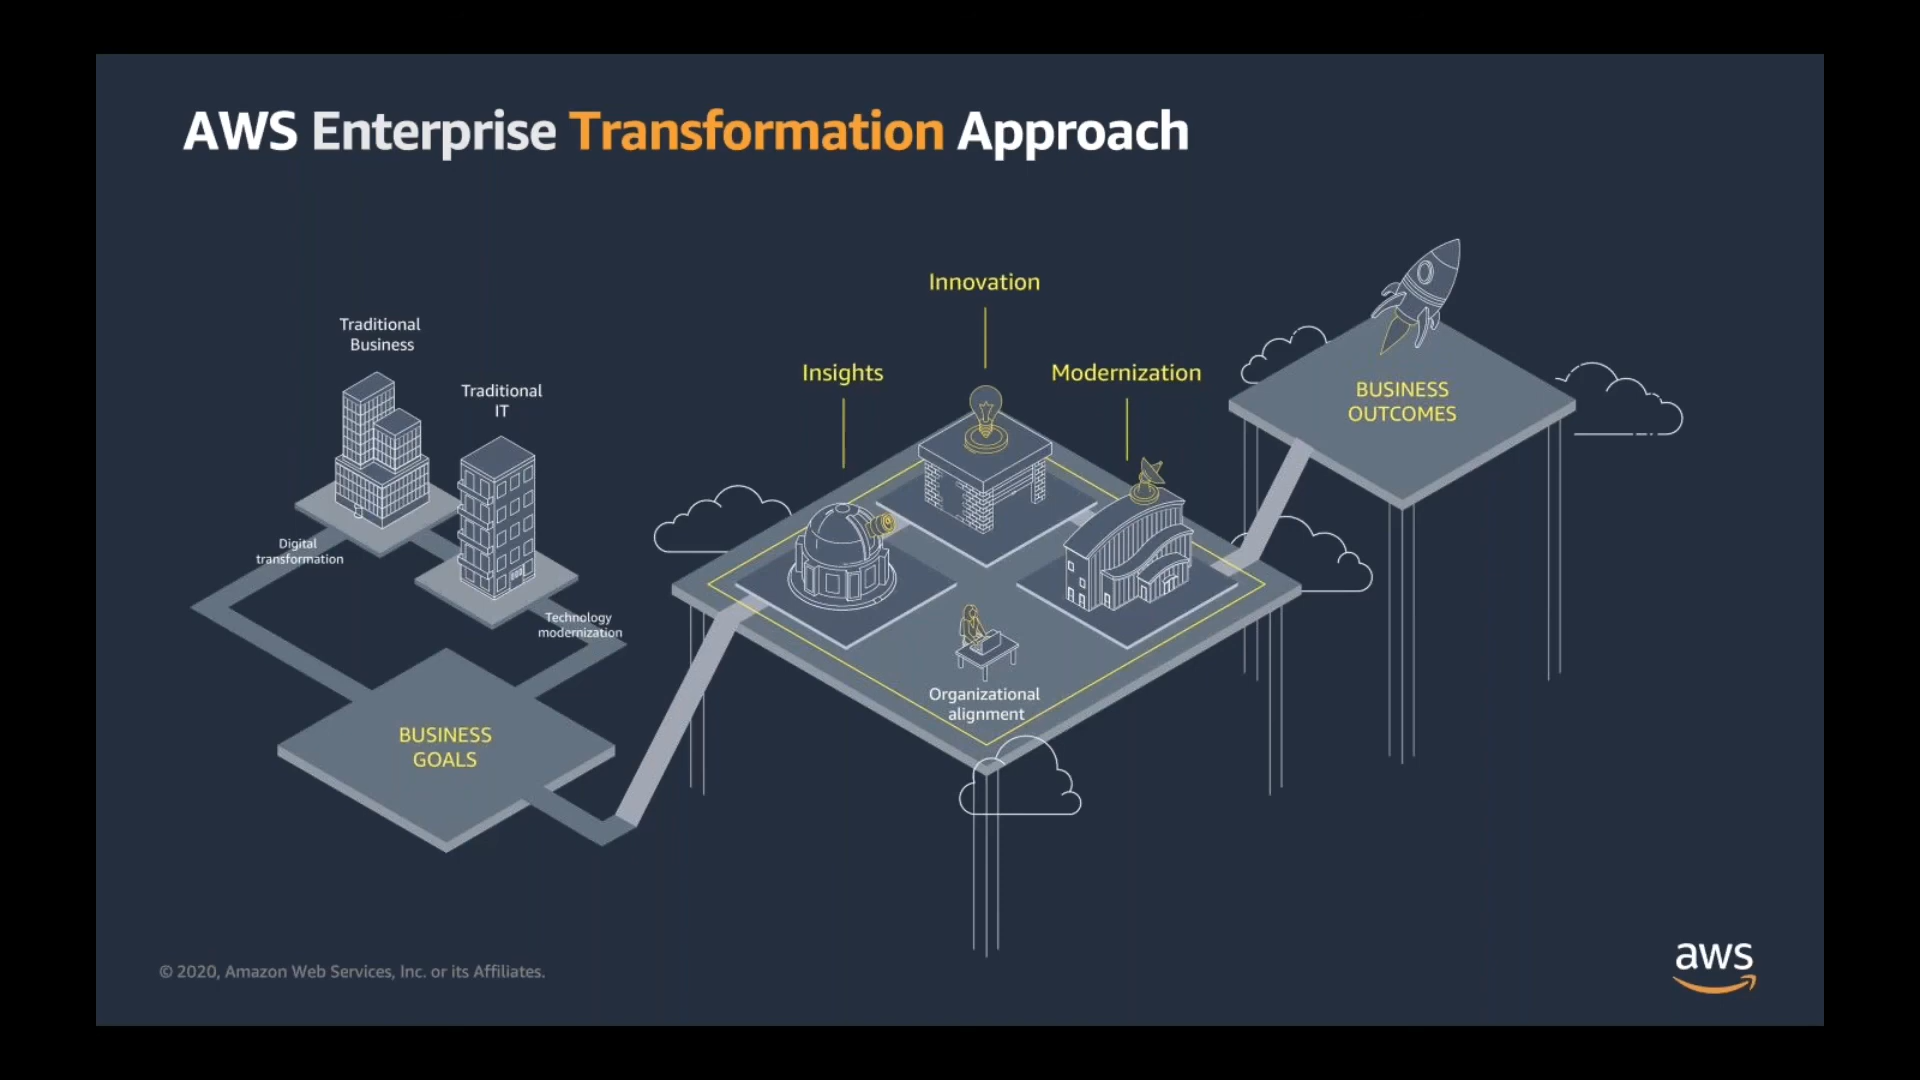 AWS Enterprise Transformation Approach
Traditional
Business
Traditional
IT
Digital
transformation
Technology
modernization
BUSINESS
GOALS
Insights
Innovation
Modernization
Organizational
alignment
BUSINESS
OUTCOMES
© 2020, Amazon Web Services, Inc. or its Affiliates.
aws